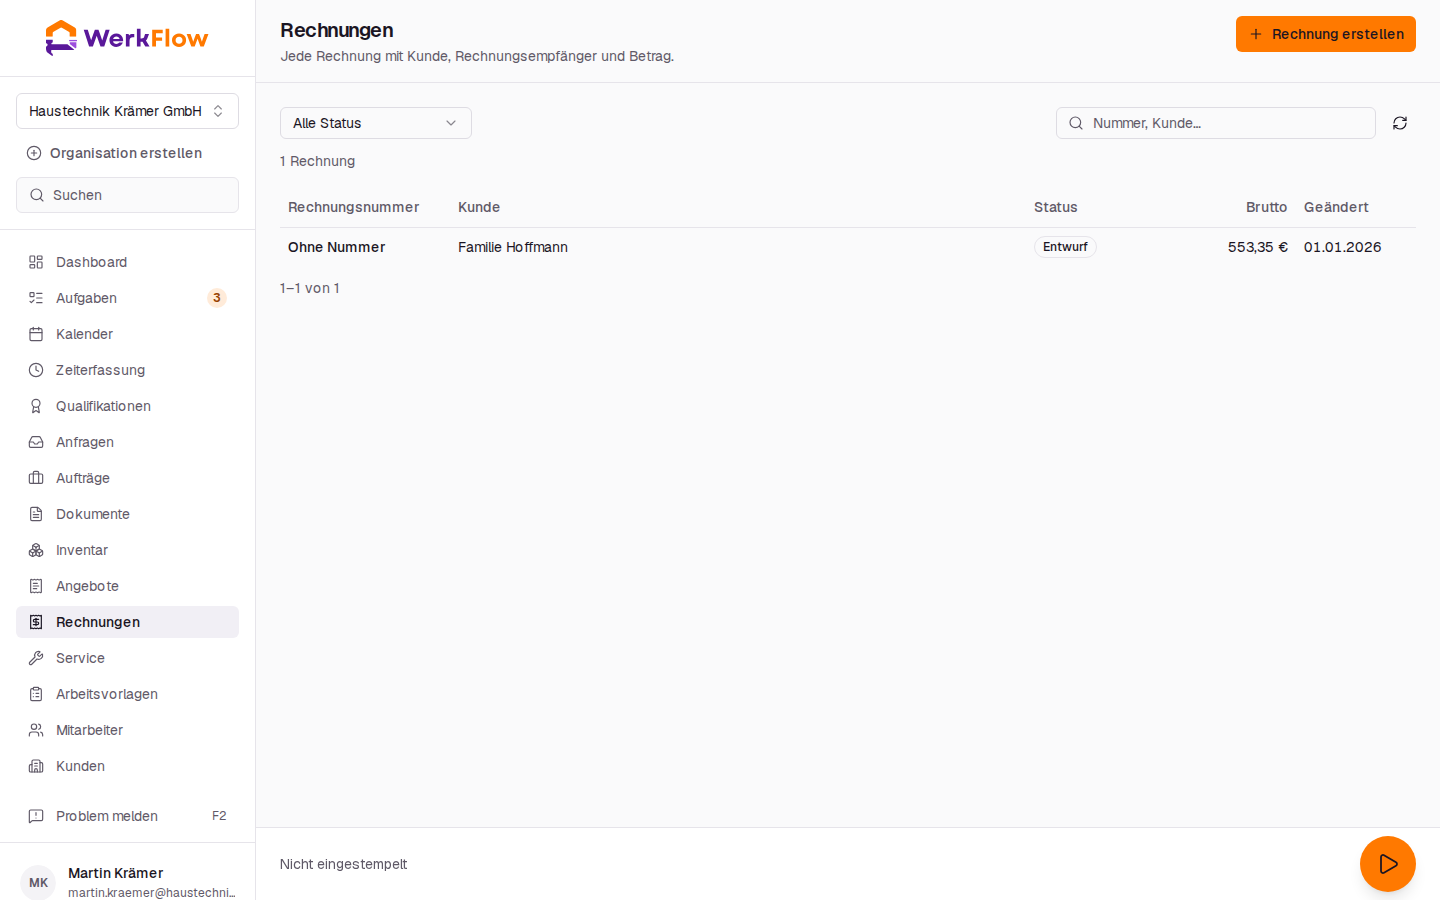 WerkFlow
Haustechnik Krämer GmbH
Organisation erstellen
Suchen
Dashboard
Aufgaben 3
Kalender
Zeiterfassung
Qualifikationen
Anfragen
Aufträge
Dokumente
Inventar
Angebote
Rechnungen
Service
Arbeitsvorlagen
Mitarbeiter
Kunden
Problem melden F2
MK
Martin Krämer
martin.kraemer@haustechni…
Rechnungen
Jede Rechnung mit Kunde, Rechnungsempfänger und Betrag.
Rechnung erstellen
Alle Status
Nummer, Kunde…
1 Rechnung
Rechnungsnummer Kunde Status Brutto Geändert
Ohne Nummer Familie Hoffmann Entwurf 553,35 € 01.01.2026
1–1 von 1
Nicht eingestempelt